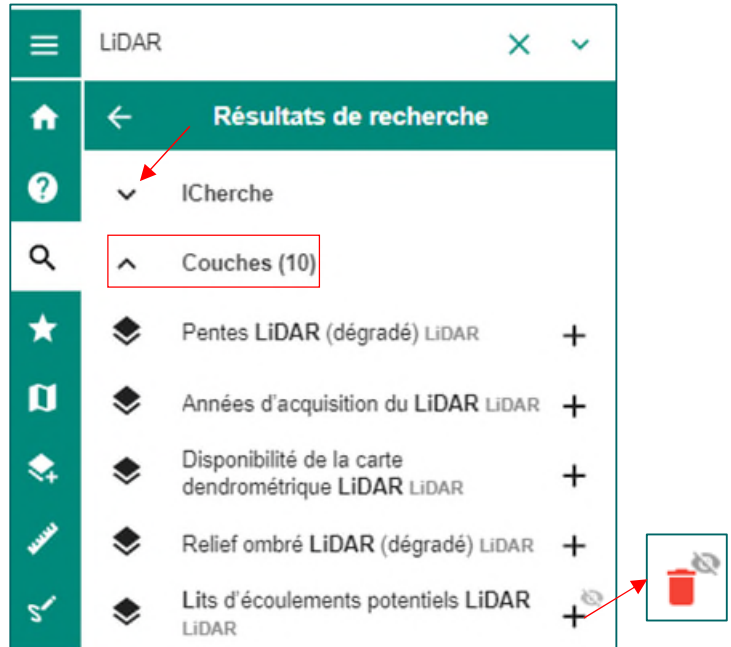 LiDAR
Résultats de recherche
ICherche
Couches (10)
Pentes LiDAR (dégradé) LiDAR
Années d'acquisition du LiDAR LiDAR
Disponibilité de la carte
dendrométrique LiDAR LiDAR
Relief ombré LiDAR (dégradé) LiDAR
Lits d'écoulements potentiels LiDAR
LiDAR